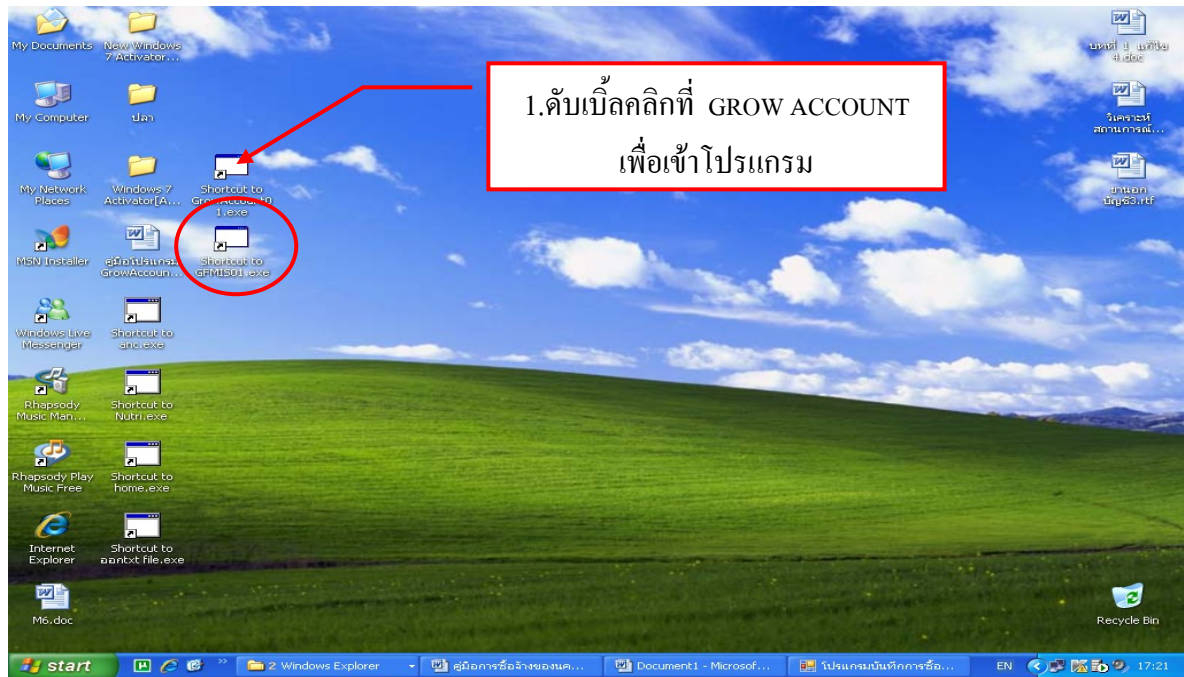 My Documents
New Windows
7 Activator...
บทที่ 1 แก้ไข
4.doc
1.ดับเบิ้ลคลิกที่ GROW ACCOUNT
เพื่อเข้าโปรแกรม
My Computer
ปลา
วิเคราะห์
สถานการณ์...
My Network
Places
Windows 7
Activator[A...
Shortcut to
GrowAccount0
1.exe
บัญชี3.rtf
MSN Installer
คู่มือโปรแกรม
GrowAccoun...
Shortcut to
GFMIS01.exe
Windows Live
Messenger
Shortcut to
anc.exe
Rhapsody
Music Man...
Shortcut to
Nutri.exe
Rhapsody Play
Music Free
Shortcut to
home.exe
Internet
Explorer
Shortcut to
ออกtxt file.exe
M6.doc
Recycle Bin
start
2 Windows Explorer
คู่มือการซื้อจ้างของนค...
Document1 - Microsof...
โปรแกรมบันทึกการซื้อ...
EN
17:21